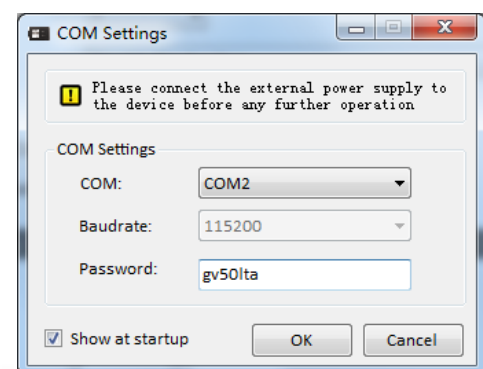 COM Settings
Please connect the external power supply to
the device before any further operation
COM Settings
COM: COM2
Baudrate: 115200
Password: gv50lta
Show at startup OK Cancel